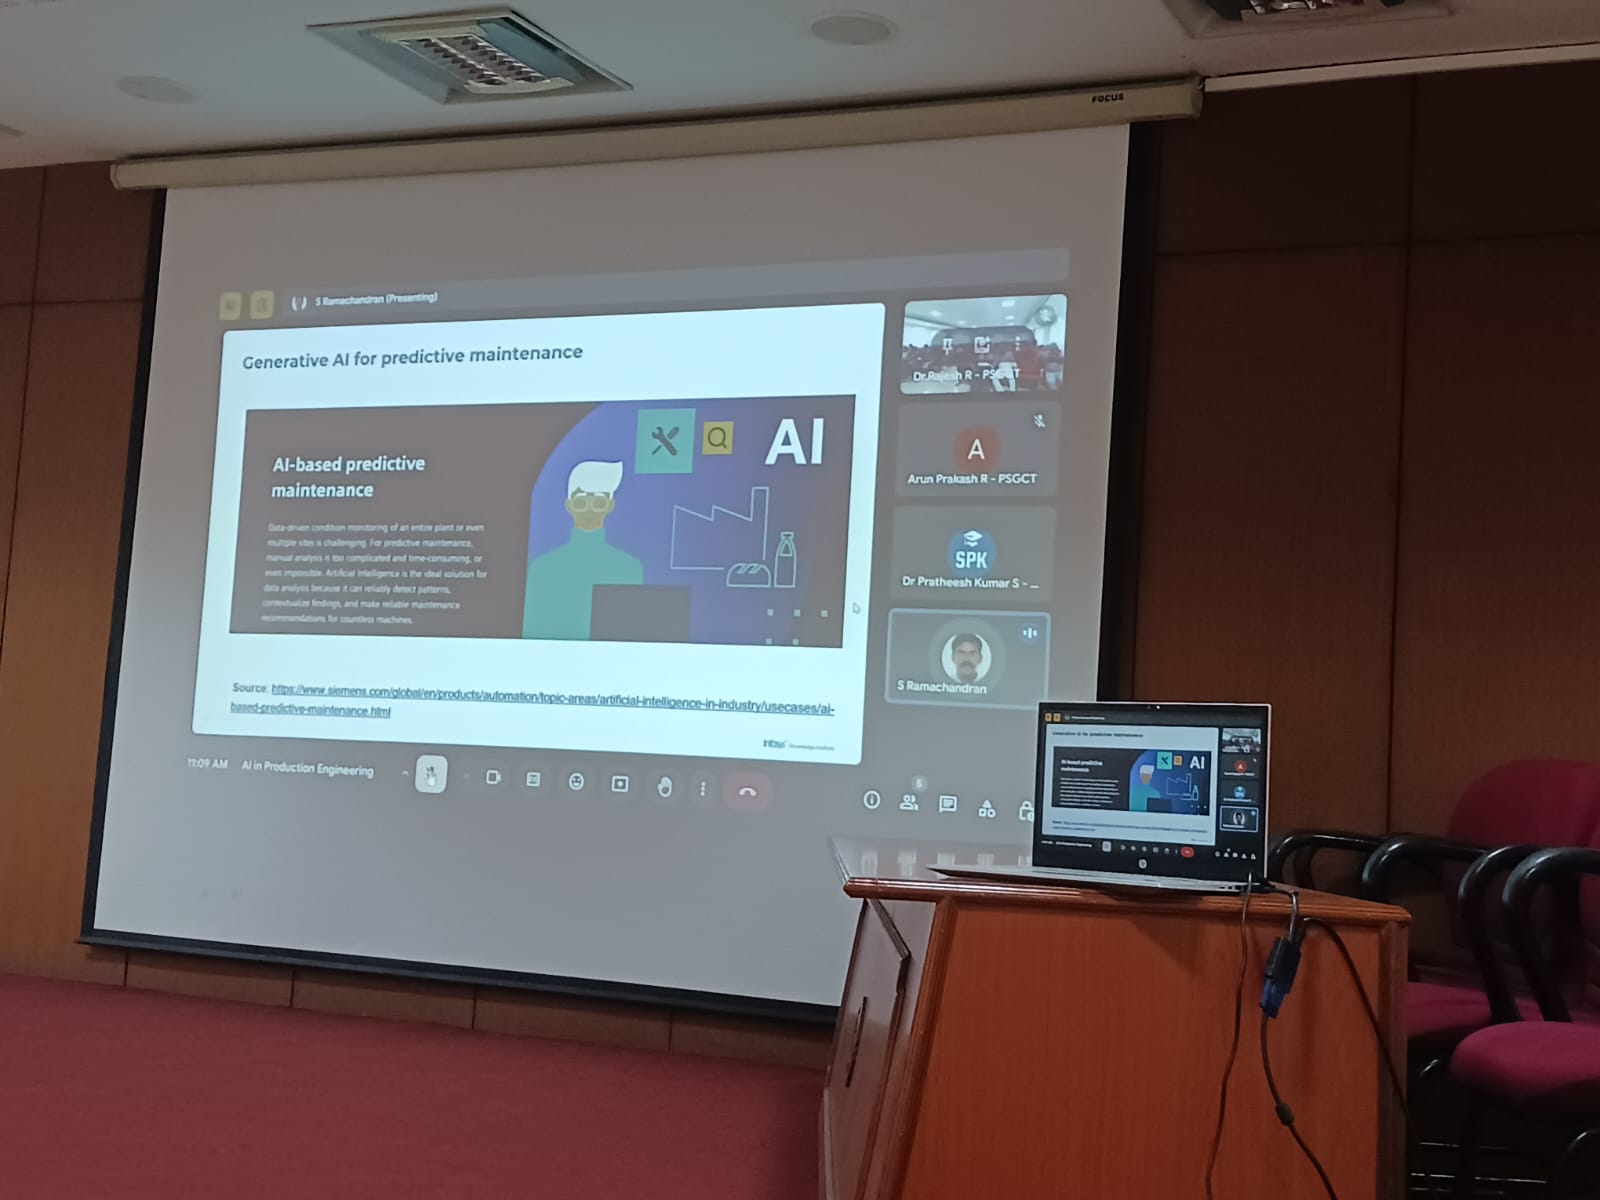 FOCUS
S Ramachandran (Presenting)
Generative AI for predictive maintenance
AI
AI-based predictive
maintenance
Data-driven condition monitoring of an entire plant or even
multiple sites is challenging. For predictive maintenance,
manual analysis is too complicated and time-consuming, or
even impossible. Artificial Intelligence is the ideal solution for
data analysis because it can reliably detect patterns,
contextualize findings, and make reliable maintenance
recommendations for countless machines.
Source: https://www.siemens.com/global/en/products/automation/topic-areas/artificial-intelligence-in-industry/usecases/ai-
based-predictive-maintenance.html
Dr.Rajesh R - PSGCT
A
Arun Prakash R - PSGCT
SPK
Dr Pratheesh Kumar S - ...
S Ramachandran
11:09 AM AI in Production Engineering
Generative AI for predictive maintenance
AI
AI-based predictive
maintenance